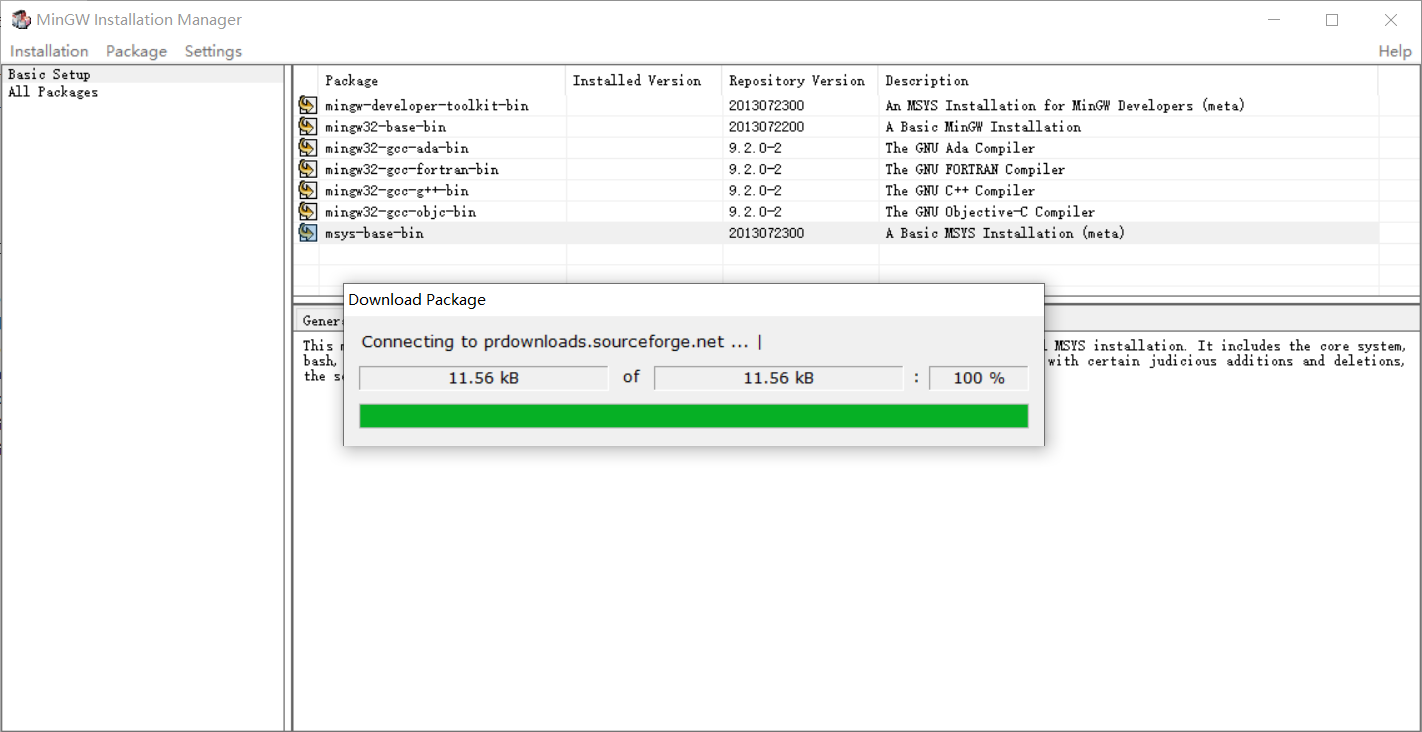 MinGW Installation Manager
Installation Package Settings Help
Basic Setup
All Packages
Package Installed Version Repository Version Description
mingw-developer-toolkit-bin 2013072300 An MSYS Installation for MinGW Developers (meta)
mingw32-base-bin 2013072200 A Basic MinGW Installation
mingw32-gcc-ada-bin 9.2.0-2 The GNU Ada Compiler
mingw32-gcc-fortran-bin 9.2.0-2 The GNU FORTRAN Compiler
mingw32-gcc-g++-bin 9.2.0-2 The GNU C++ Compiler
mingw32-gcc-objc-bin 9.2.0-2 The GNU Objective-C Compiler
msys-base-bin 2013072300 A Basic MSYS Installation (meta)
Download Package
Connecting to prdownloads.sourceforge.net ... |
11.56 kB of 11.56 kB : 100 %
This MSYS installation. It includes the core system,
bash, with certain judicious additions and deletions,
the